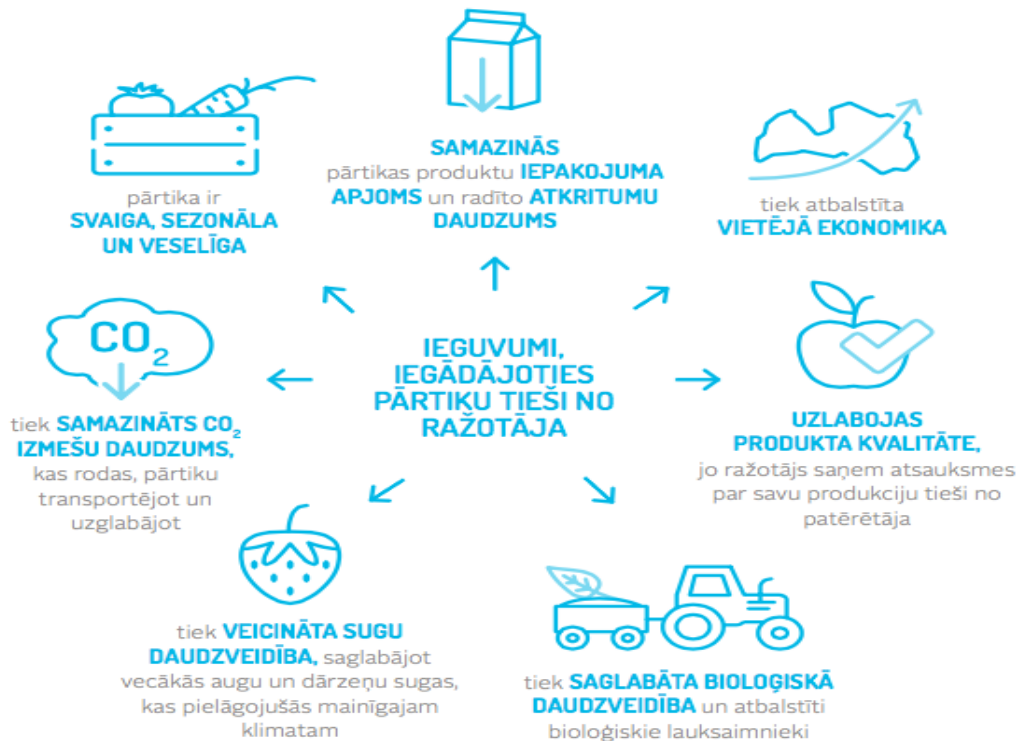 SAMAZINĀS
pārtikas produktu IEPAKOJUMA
APJOMS un radīto ATKRITUMU
DAUDZUMS
pārtika ir
SVAIGA, SEZONĀLA
UN VESELĪGA
tiek atbalstīta
VIETĒJĀ EKONOMIKA
IEGUVUMI,
IEGĀDĀJOTIES
PĀRTIKU TIEŠI NO
RAŽOTĀJA
CO₂
tiek SAMAZINĀTS CO₂
IZMEŠU DAUDZUMS,
kas rodas, pārtiku
transportējot un
uzglabājot
UZLABOJAS
PRODUKTA KVALITĀTE,
jo ražotājs saņem atsauksmes
par savu produkciju tieši no
patērētāja
tiek VEICINĀTA SUGU
DAUDZVEIDĪBA, saglabājot
vecākās augu un dārzeņu sugas,
kas pielāgojušās mainīgajam
klimatam
tiek SAGLABĀTA BIOLOĢISKĀ
DAUDZVEIDĪBA un atbalstīti
bioloģiskie lauksaimnieki